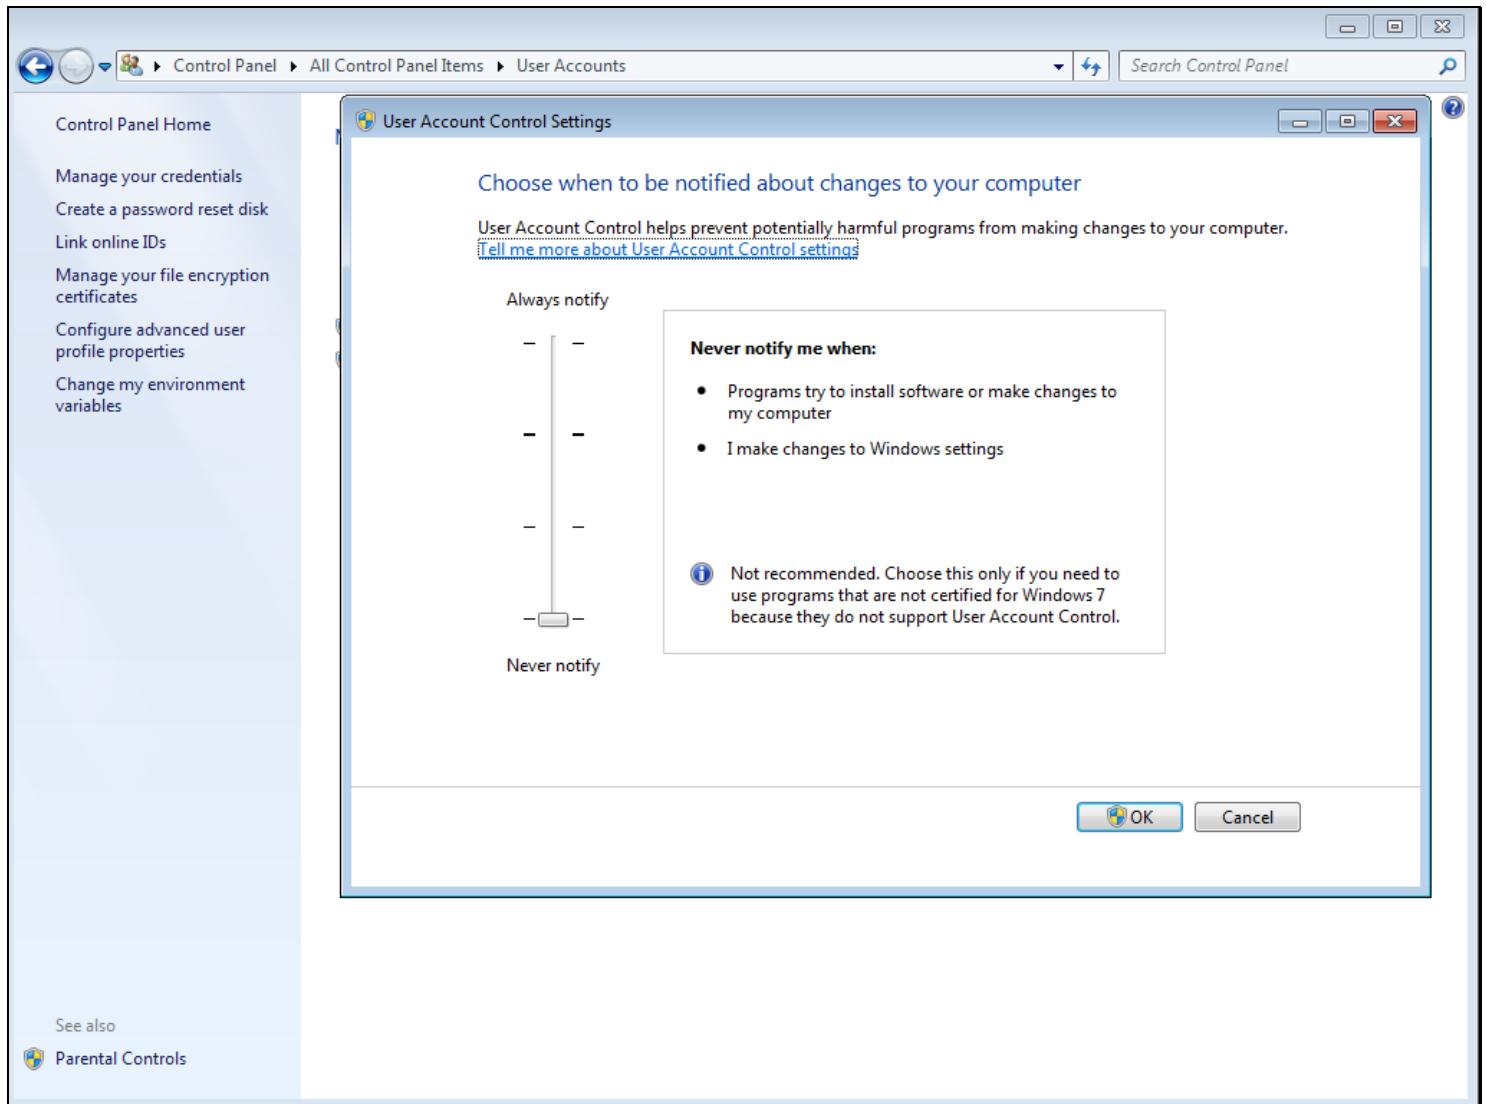 Control Panel
All Control Panel Items
User Accounts
Search Control Panel
Control Panel Home
Manage your credentials
Create a password reset disk
Link online IDs
Manage your file encryption
certificates
Configure advanced user
profile properties
Change my environment
variables
See also
Parental Controls
User Account Control Settings
Choose when to be notified about changes to your computer
User Account Control helps prevent potentially harmful programs from making changes to your computer.
Tell me more about User Account Control settings
Always notify
Never notify me when:
Programs try to install software or make changes to
my computer
I make changes to Windows settings
Not recommended. Choose this only if you need to
use programs that are not certified for Windows 7
because they do not support User Account Control.
Never notify
OK
Cancel